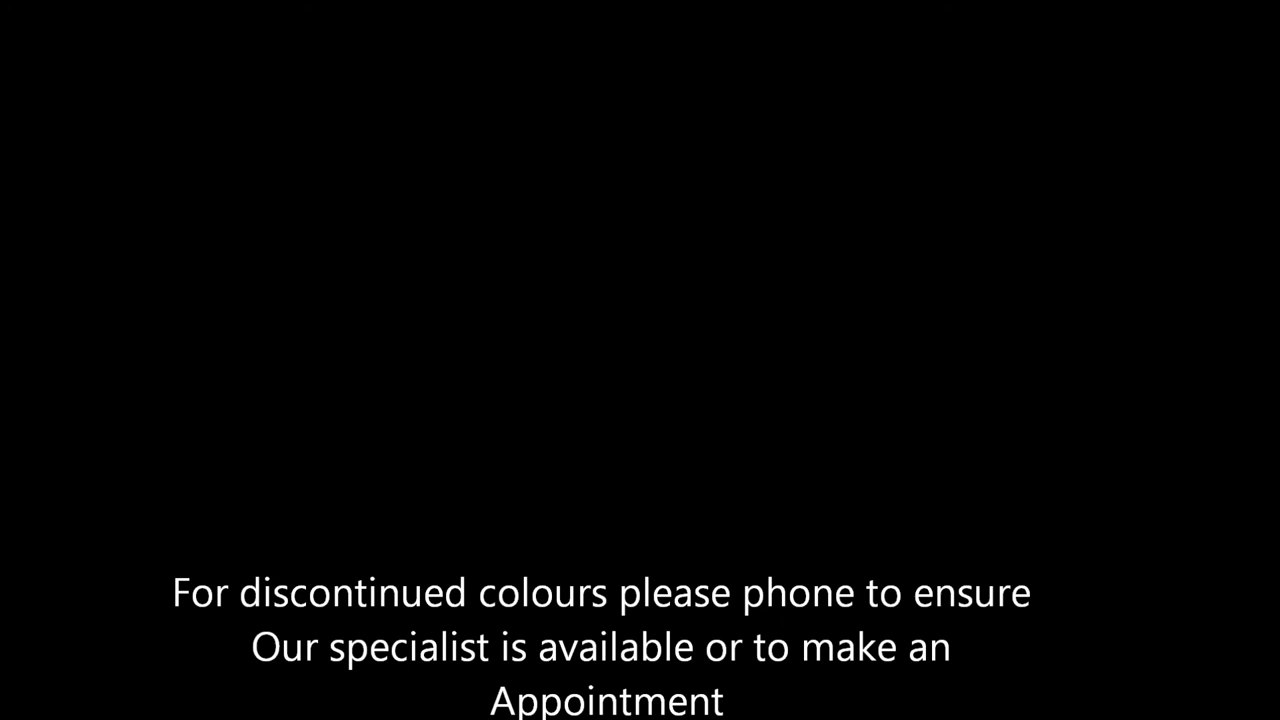 For discontinued colours please phone to ensure
Our specialist is available or to make an
Appointment